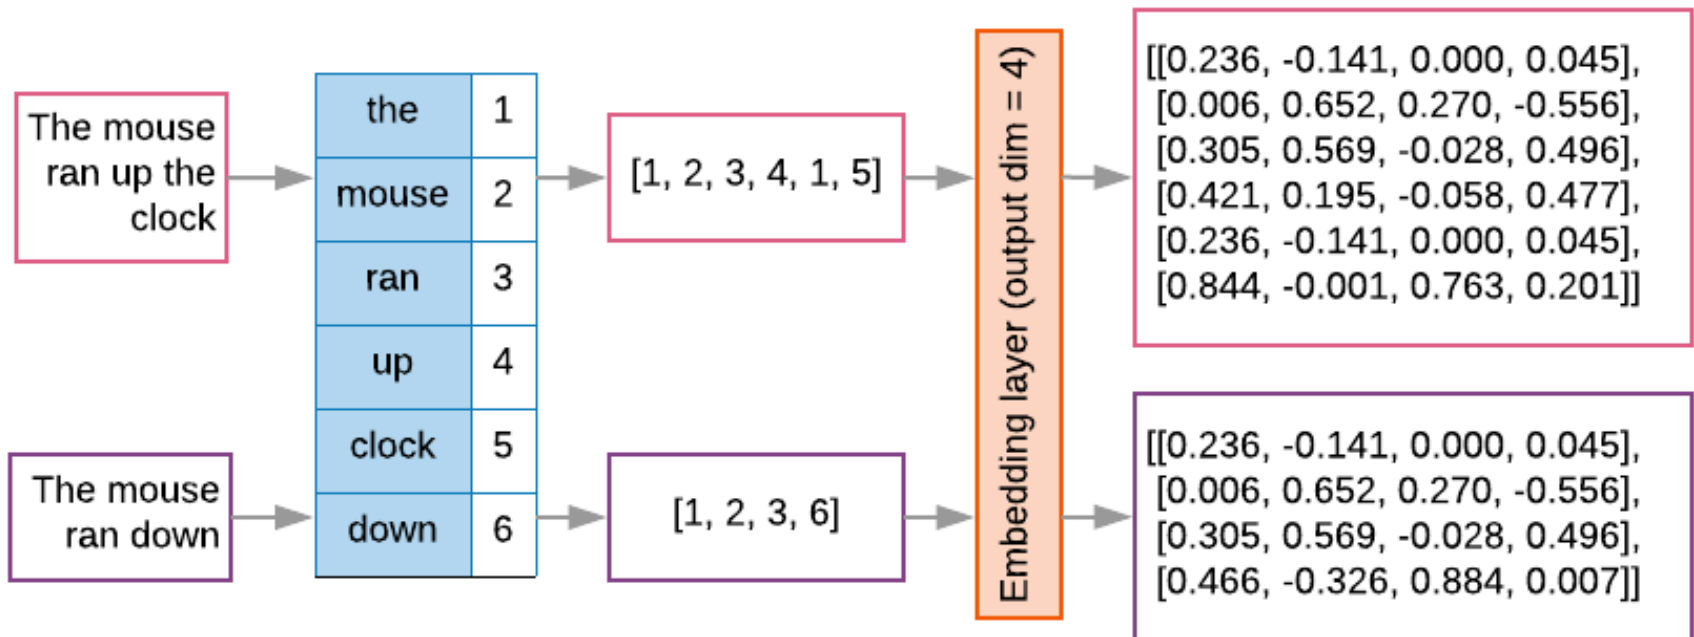 The mouse
ran up the
clock
the 1
mouse 2
ran 3
up 4
clock 5
down 6
[1, 2, 3, 4, 1, 5]
Embedding layer (output dim = 4)
[[0.236, -0.141, 0.000, 0.045],
[0.006, 0.652, 0.270, -0.556],
[0.305, 0.569, -0.028, 0.496],
[0.421, 0.195, -0.058, 0.477],
[0.236, -0.141, 0.000, 0.045],
[0.844, -0.001, 0.763, 0.201]]
The mouse
ran down
[1, 2, 3, 6]
[[0.236, -0.141, 0.000, 0.045],
[0.006, 0.652, 0.270, -0.556],
[0.305, 0.569, -0.028, 0.496],
[0.466, -0.326, 0.884, 0.007]]